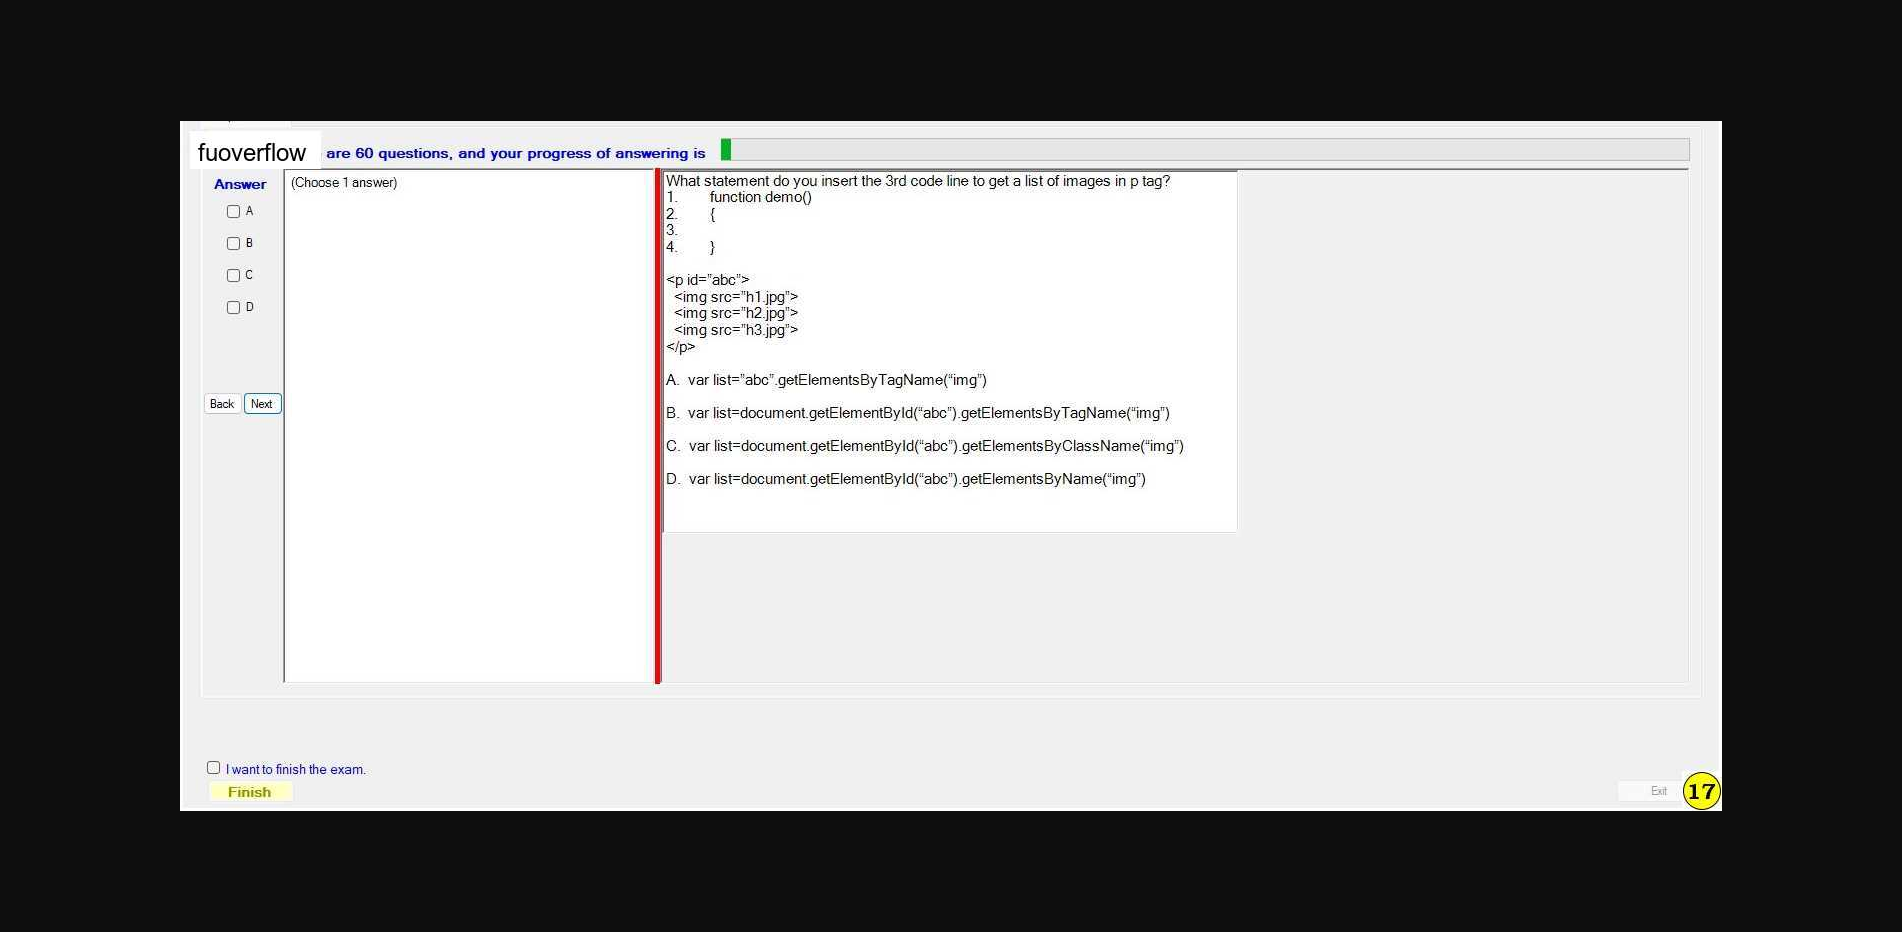 fuoverflow are 60 questions, and your progress of answering is
Answer
A
B
C
D
Back Next
(Choose 1 answer)
What statement do you insert the 3rd code line to get a list of images in p tag?
1. function demo()
2. {
3.
4. }
<p id=”abc”>
<img src=”h1.jpg”>
<img src=”h2.jpg”>
<img src=”h3.jpg”>
</p>
A. var list=”abc”.getElementsByTagName(“img”)
B. var list=document.getElementById(“abc”).getElementsByTagName(“img”)
C. var list=document.getElementById(“abc”).getElementsByClassName(“img”)
D. var list=document.getElementById(“abc”).getElementsByName(“img”)
I want to finish the exam.
Finish
Exit
17